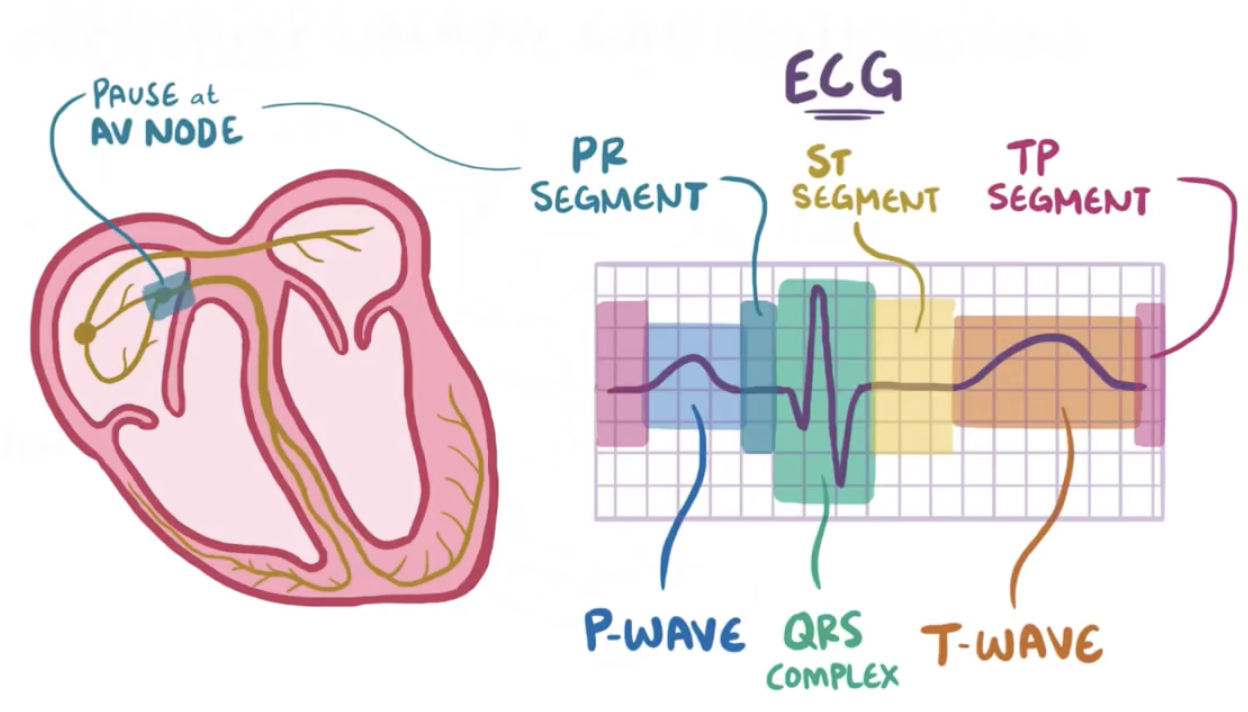 ECG
PAUSE at
AV NODE
PR
SEGMENT
ST
SEGMENT
TP
SEGMENT
P-WAVE
QRS
COMPLEX
T-WAVE